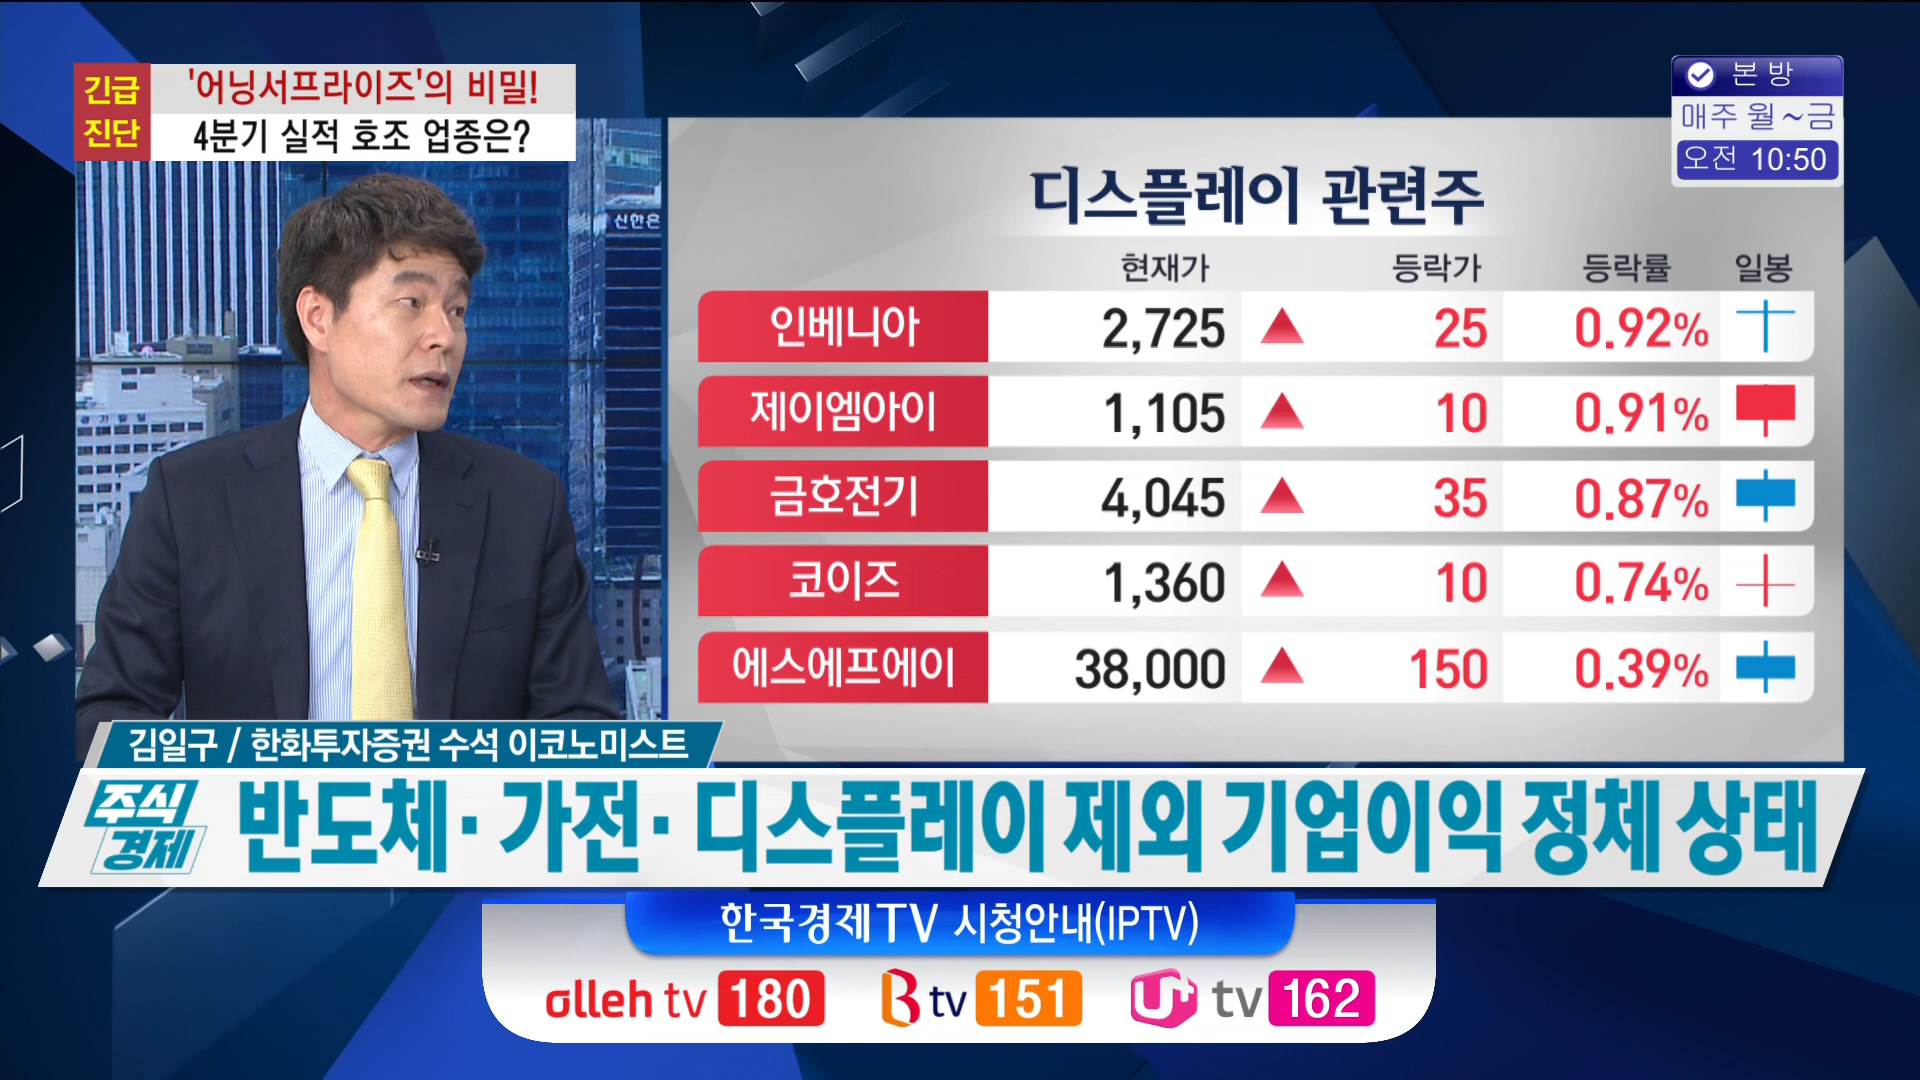 긴급
진단
'어닝서프라이즈'의 비밀!
4분기 실적 호조 업종은?
본 방
매주 월~금
오전 10:50
신한은
디스플레이 관련주
현재가 등락가 등락률 일봉
인베니아 2,725 ▲ 25 0.92%
제이엠아이 1,105 ▲ 10 0.91%
금호전기 4,045 ▲ 35 0.87%
코이즈 1,360 ▲ 10 0.74%
에스에프에이 38,000 ▲ 150 0.39%
김일구 / 한화투자증권 수석 이코노미스트
주식
경제
반도체· 가전· 디스플레이 제외 기업이익 정체 상태
한국경제TV 시청안내(IPTV)
olleh tv 180 B tv 151 U+ tv 162